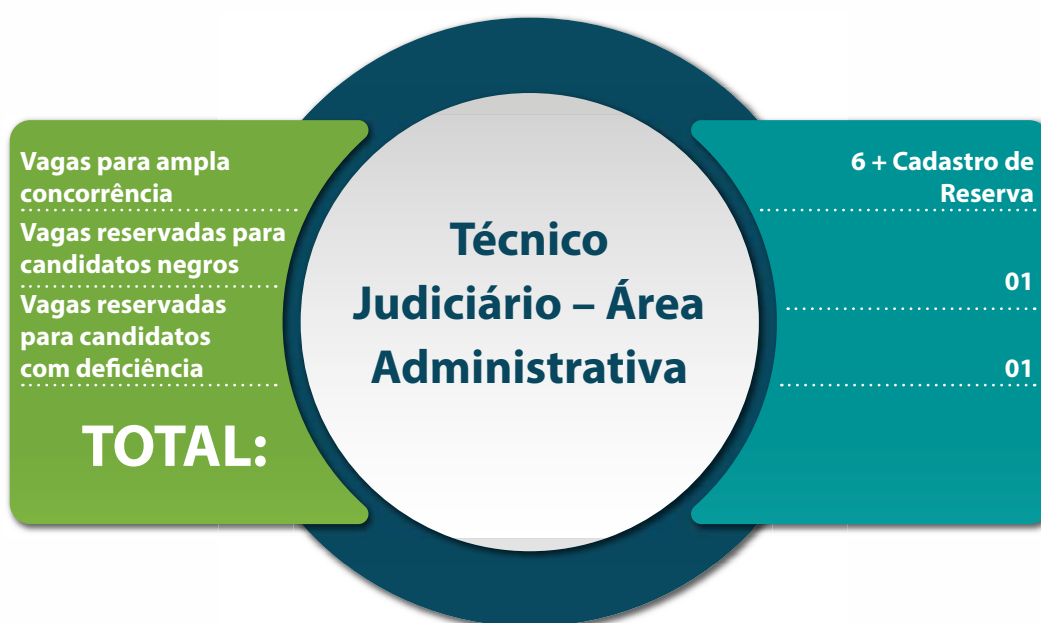 Vagas para ampla
concorrência
6 + Cadastro de
Reserva
Vagas reservadas para
candidatos negros
01
Vagas reservadas
para candidatos
com deficiência
01
TOTAL:
Técnico
Judiciário – Área
Administrativa